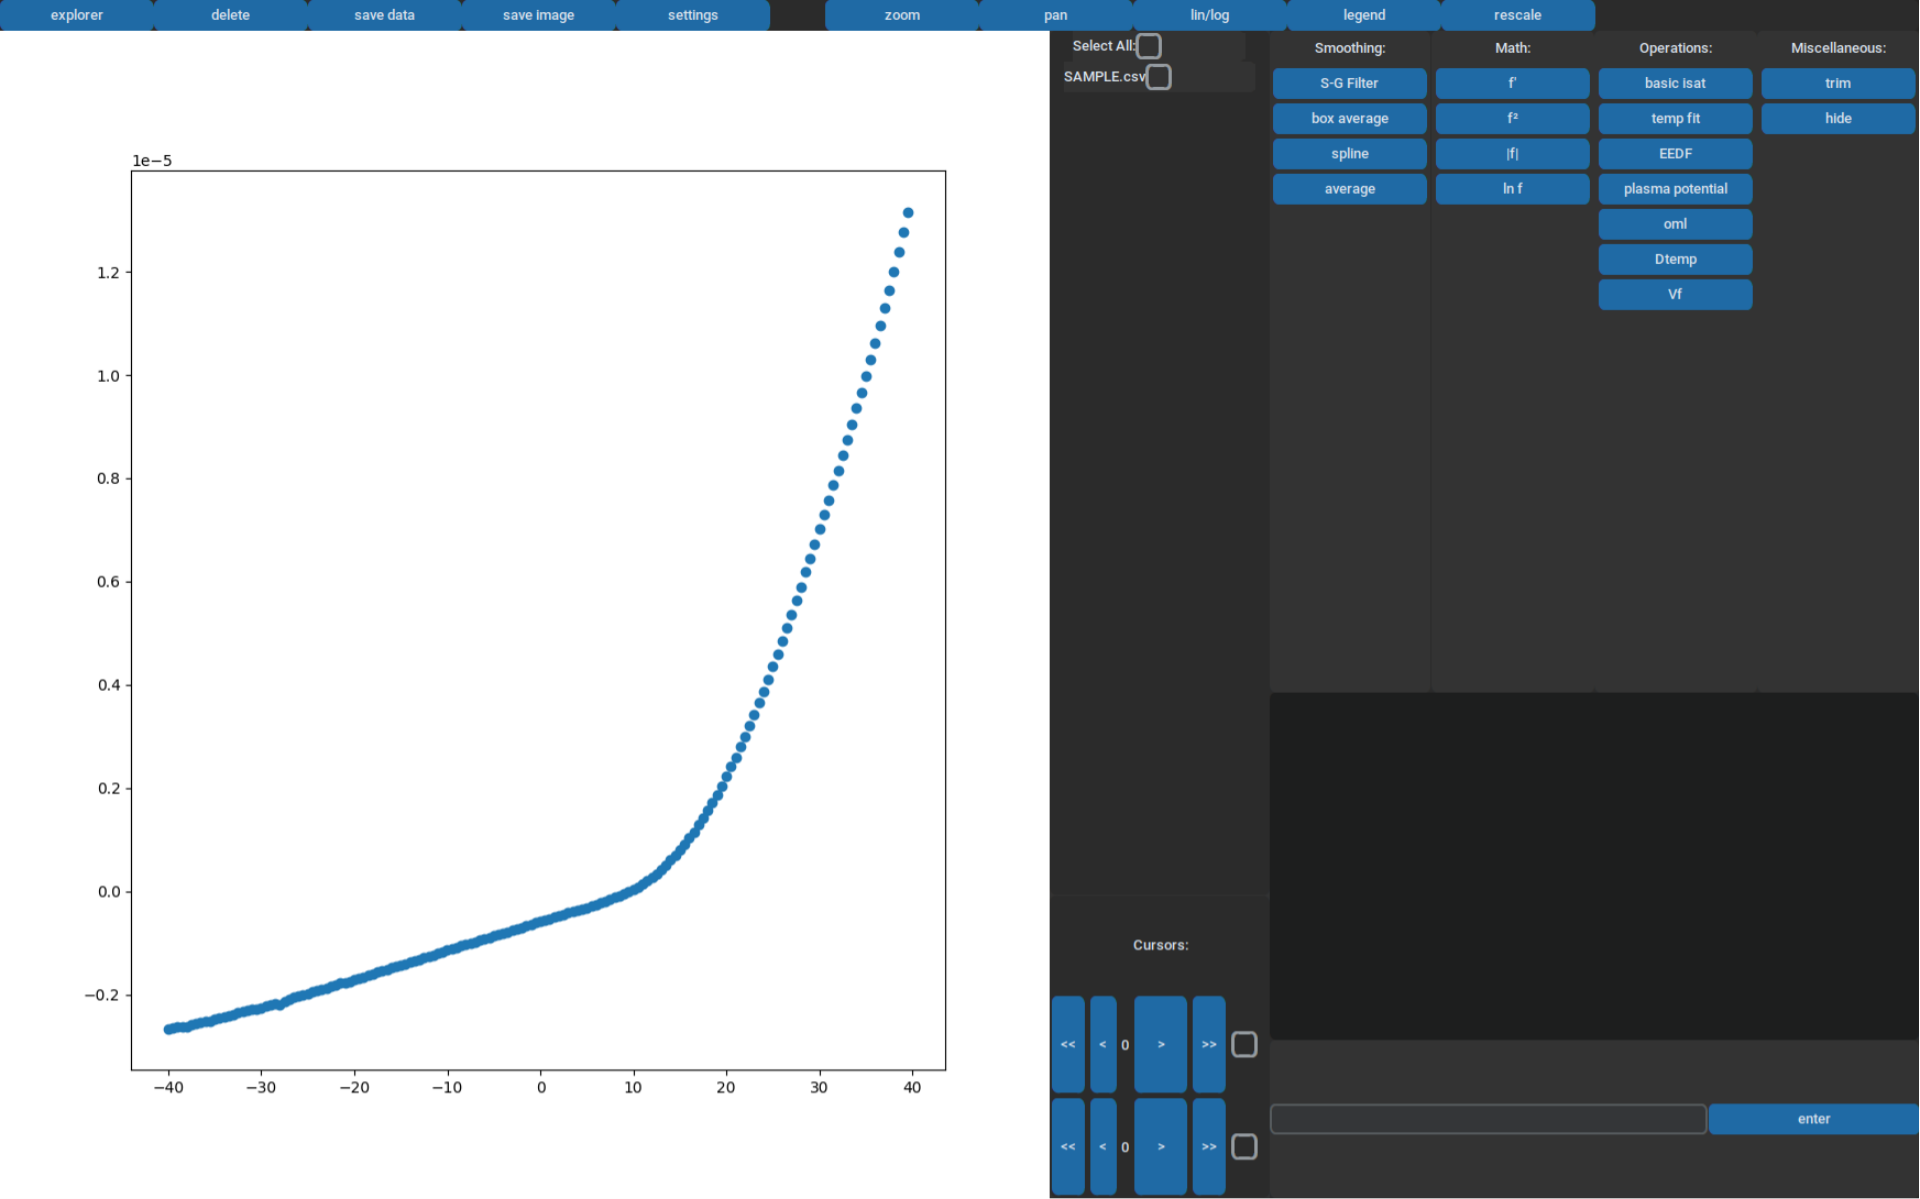 explorer delete save data save image settings zoom pan lin/log legend rescale
Select All:
SAMPLE.csv
Smoothing:
S-G Filter
box average
spline
average
Math:
f'
f²
|f|
ln f
Operations:
basic isat
temp fit
EEDF
plasma potential
oml
Dtemp
Vf
Miscellaneous:
trim
hide
1e−5
1.2
1.0
0.8
0.6
0.4
0.2
0.0
−0.2
−40 −30 −20 −10 0 10 20 30 40
Cursors:
<< < 0 > >>
<< < 0 > >>
enter